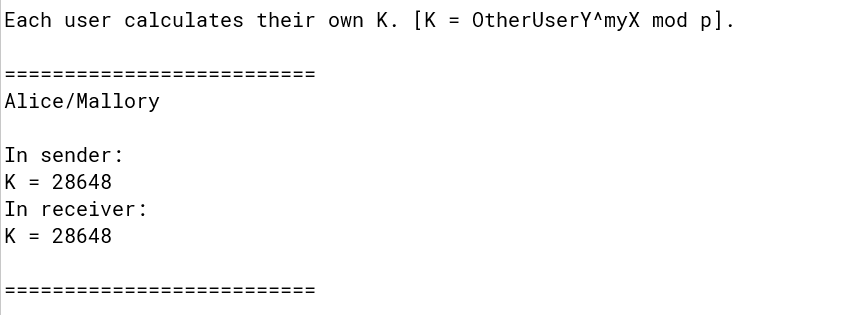 Each user calculates their own K. [K = OtherUserY^myX mod p].
==========================
Alice/Mallory
In sender:
K = 28648
In receiver:
K = 28648
==========================